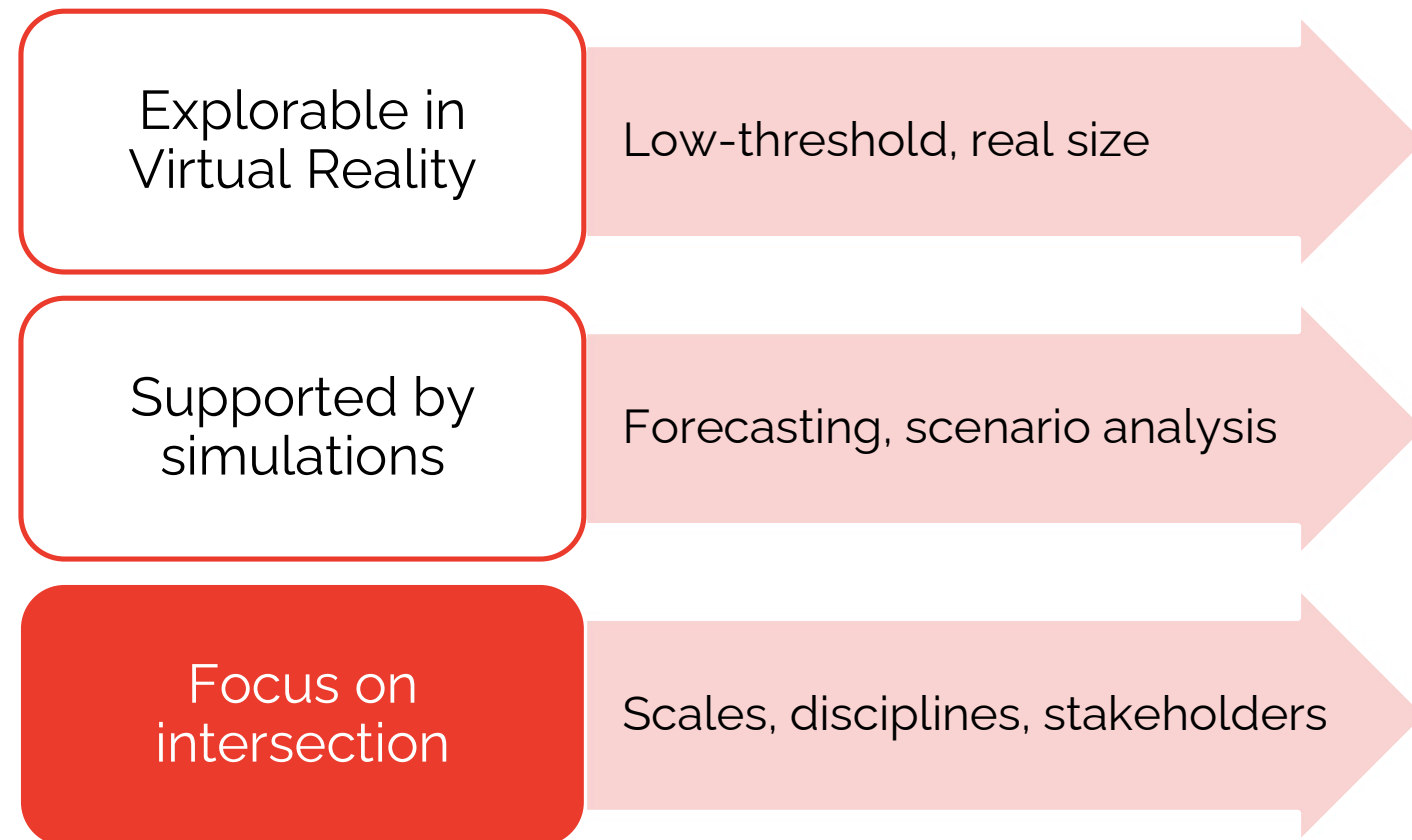 Explorable in
Virtual Reality
Low-threshold, real size
Supported by
simulations
Forecasting, scenario analysis
Focus on
intersection
Scales, disciplines, stakeholders